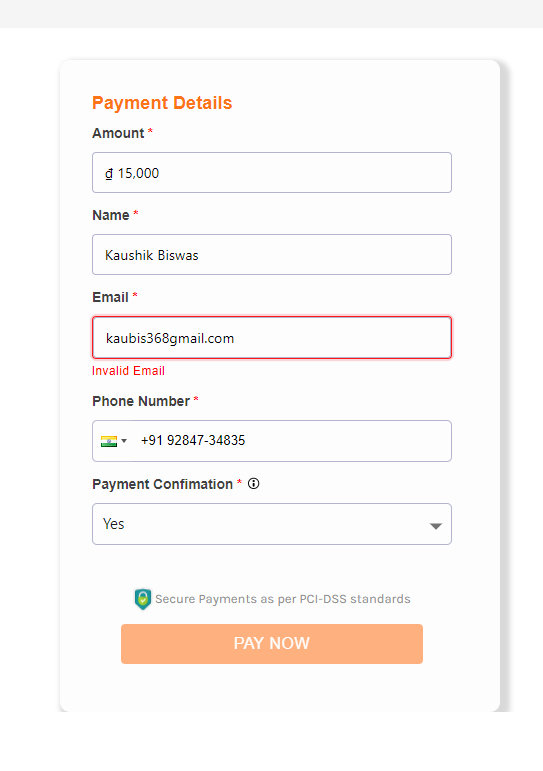 Payment Details
Amount *
₫ 15,000
Name *
Kaushik Biswas
Email *
kaubis368gmail.com
Invalid Email
Phone Number *
+91 92847-34835
Payment Confimation *
Yes
Secure Payments as per PCI-DSS standards
PAY NOW